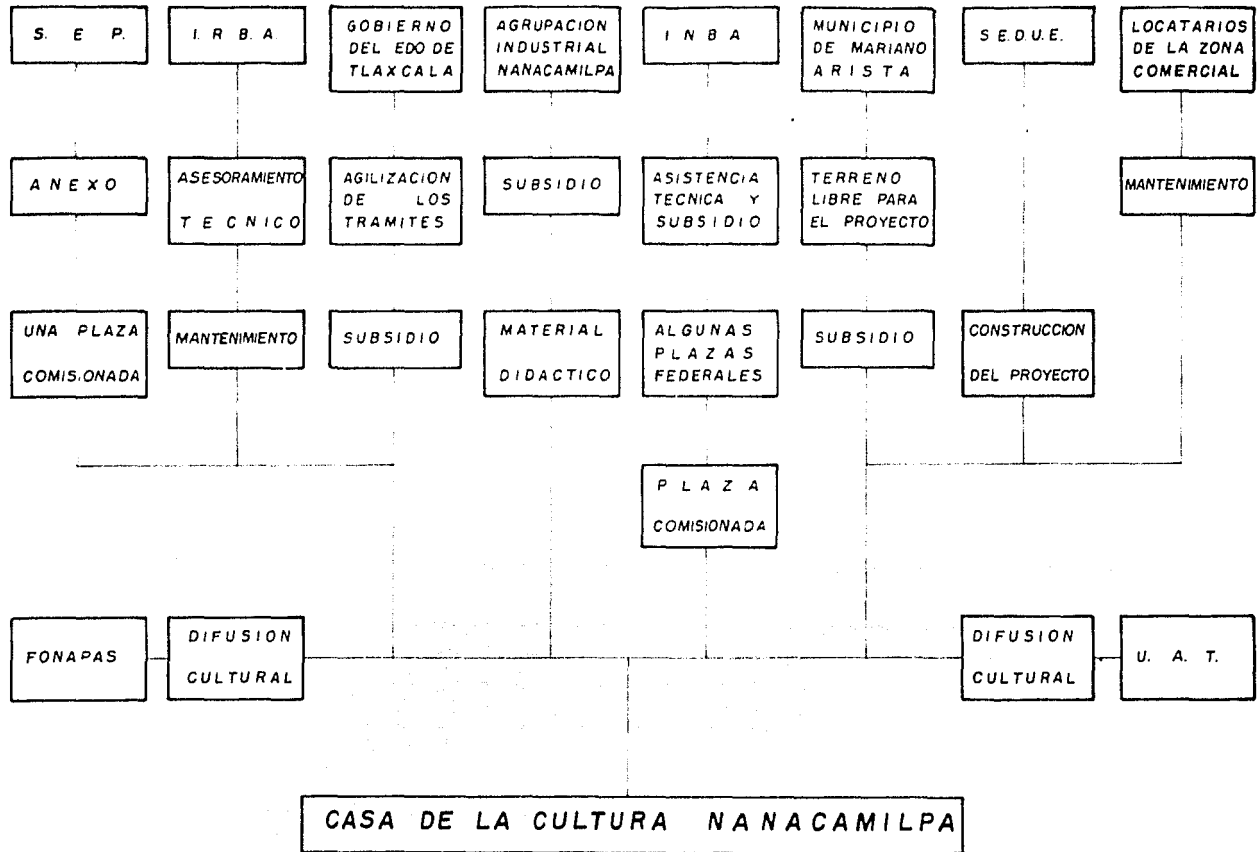 S. E P.
I. R. B. A.
GOBIERNO
DEL EDO DE
TLAXCALA
AGRUPACION
INDUSTRIAL
NANACAMILPA
I N B A
MUNICIPIO
DE MARIANO
ARISTA
S.E.D.U.E.
LOCATARIOS
DE LA ZONA
COMERCIAL
ANEXO
ASESORAMIENTO
TECNICO
AGILIZACION
DE LOS
TRAMITES
SUBSIDIO
ASISTENCIA
TECNICA Y
SUBSIDIO
TERRENO
LIBRE PARA
EL PROYECTO
MANTENIMIENTO
UNA PLAZA
COMISIONADA
MANTENIMIENTO
SUBSIDIO
MATERIAL
DIDACTICO
ALGUNAS
PLAZAS
FEDERALES
SUBSIDIO
CONSTRUCCION
DEL PROYECTO
PLAZA
COMISIONADA
FONAPAS
DIFUSION
CULTURAL
DIFUSION
CULTURAL
U. A. T.
CASA DE LA CULTURA NANACAMILPA